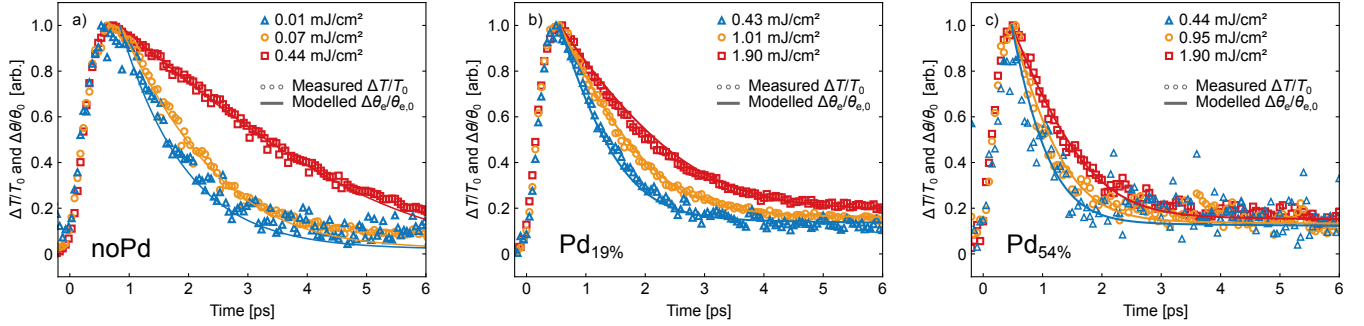 a)
0.01 mJ/cm²
0.07 mJ/cm²
0.44 mJ/cm²
Measured ΔT/T₀
Modelled Δθₑ/θₑ,₀
noPd
ΔT/T₀ and Δθ/θ₀ [arb.]
1.0
0.8
0.6
0.4
0.2
0
0 1 2 3 4 5 6
Time [ps]
b)
0.43 mJ/cm²
1.01 mJ/cm²
1.90 mJ/cm²
Measured ΔT/T₀
Modelled Δθₑ/θₑ,₀
Pd₁₉%
ΔT/T₀ and Δθ/θ₀ [arb.]
1.0
0.8
0.6
0.4
0.2
0
0 1 2 3 4 5 6
Time [ps]
c)
0.44 mJ/cm²
0.95 mJ/cm²
1.90 mJ/cm²
Measured ΔT/T₀
Modelled Δθₑ/θₑ,₀
Pd₅₄%
ΔT/T₀ and Δθ/θ₀ [arb.]
1.0
0.8
0.6
0.4
0.2
0
0 1 2 3 4 5 6
Time [ps]